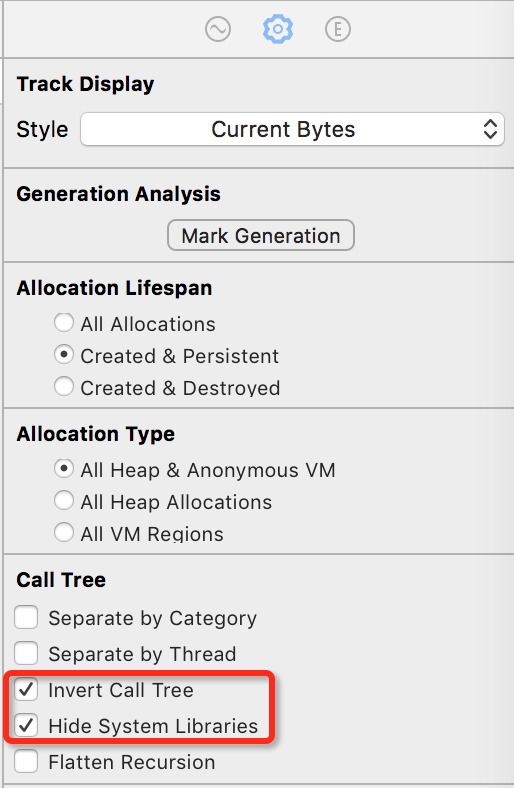 E
Track Display
Style Current Bytes
Generation Analysis
Mark Generation
Allocation Lifespan
All Allocations
Created & Persistent
Created & Destroyed
Allocation Type
All Heap & Anonymous VM
All Heap Allocations
All VM Regions
Call Tree
Separate by Category
Separate by Thread
Invert Call Tree
Hide System Libraries
Flatten Recursion